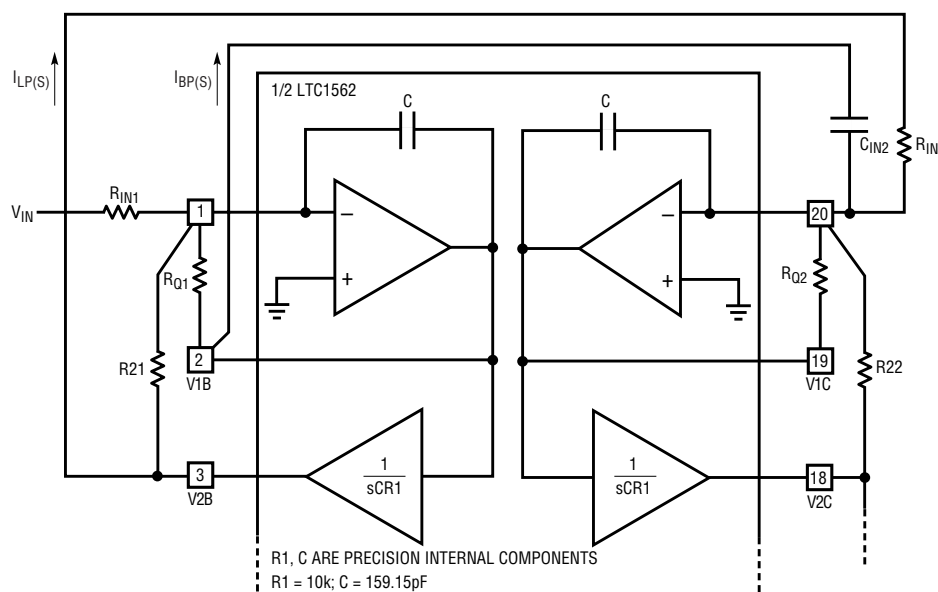 I_LP(S)
I_BP(S)
1/2 LTC1562
C
C
C_IN2
R_IN
R_IN1
V_IN
1
–
–
20
R_Q1
+
+
R_Q2
2
19
R21
V1B
V1C
R22
3
1
sCR1
1
sCR1
18
V2B
V2C
R1, C ARE PRECISION INTERNAL COMPONENTS
R1 = 10k; C = 159.15pF